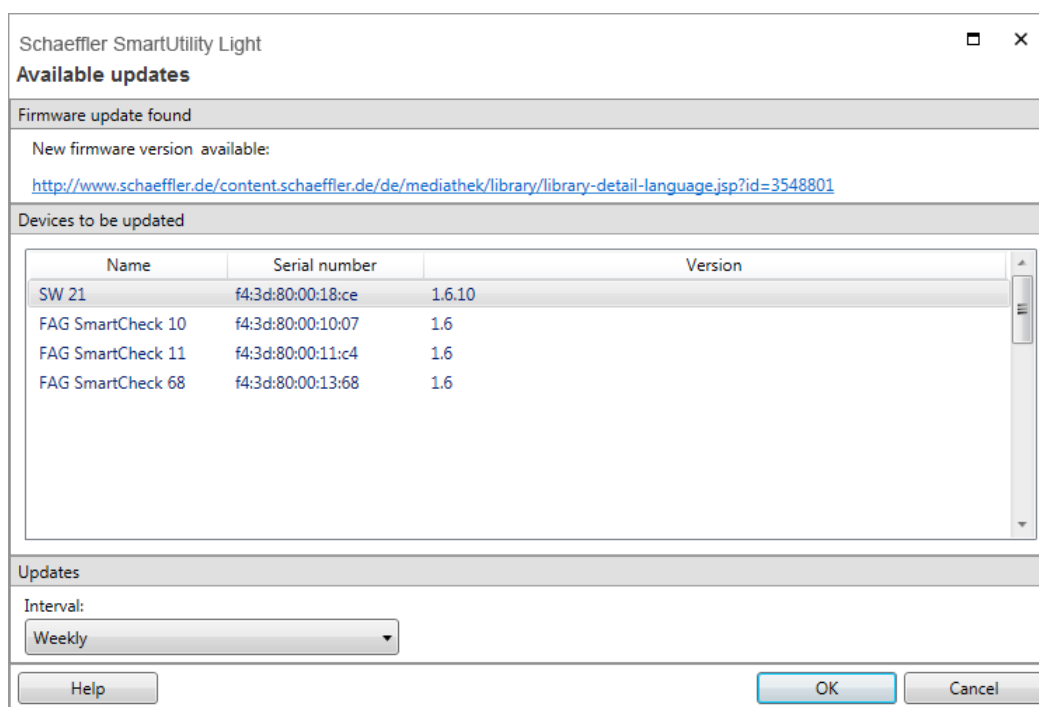 Schaeffler SmartUtility Light
Available updates
Firmware update found
New firmware version available:
http://www.schaeffler.de/content.schaeffler.de/de/mediathek/library/library-detail-language.jsp?id=3548801
Devices to be updated
Name Serial number Version
SW 21 f4:3d:80:00:18:ce 1.6.10
FAG SmartCheck 10 f4:3d:80:00:10:07 1.6
FAG SmartCheck 11 f4:3d:80:00:11:c4 1.6
FAG SmartCheck 68 f4:3d:80:00:13:68 1.6
Updates
Interval:
Weekly
Help OK Cancel